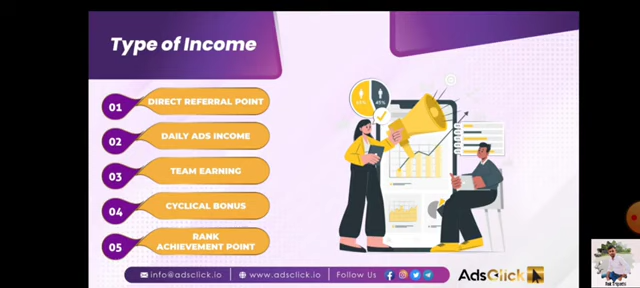 Type of Income
01 DIRECT REFERRAL POINT
02 DAILY ADS INCOME
03 TEAM EARNING
04 CYCLICAL BONUS
05 RANK
ACHIEVEMENT POINT
info@adsclick.io www.adsclick.io Follow Us
AdsClick